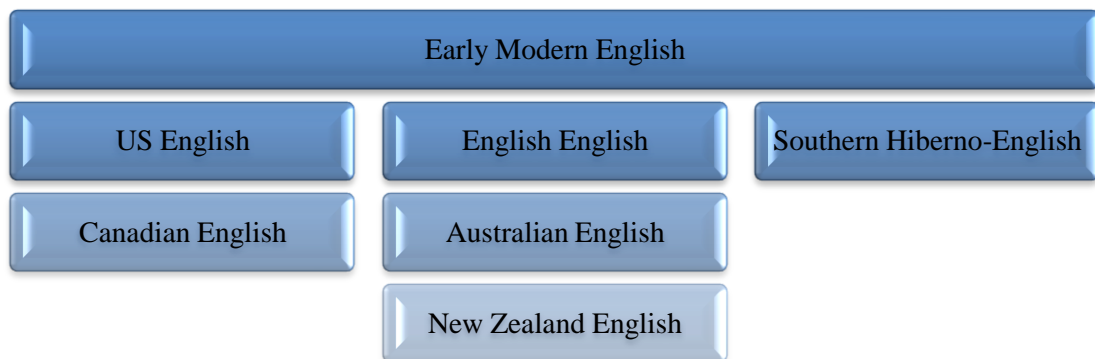 Early Modern English
US English
English English
Southern Hiberno-English
Canadian English
Australian English
New Zealand English